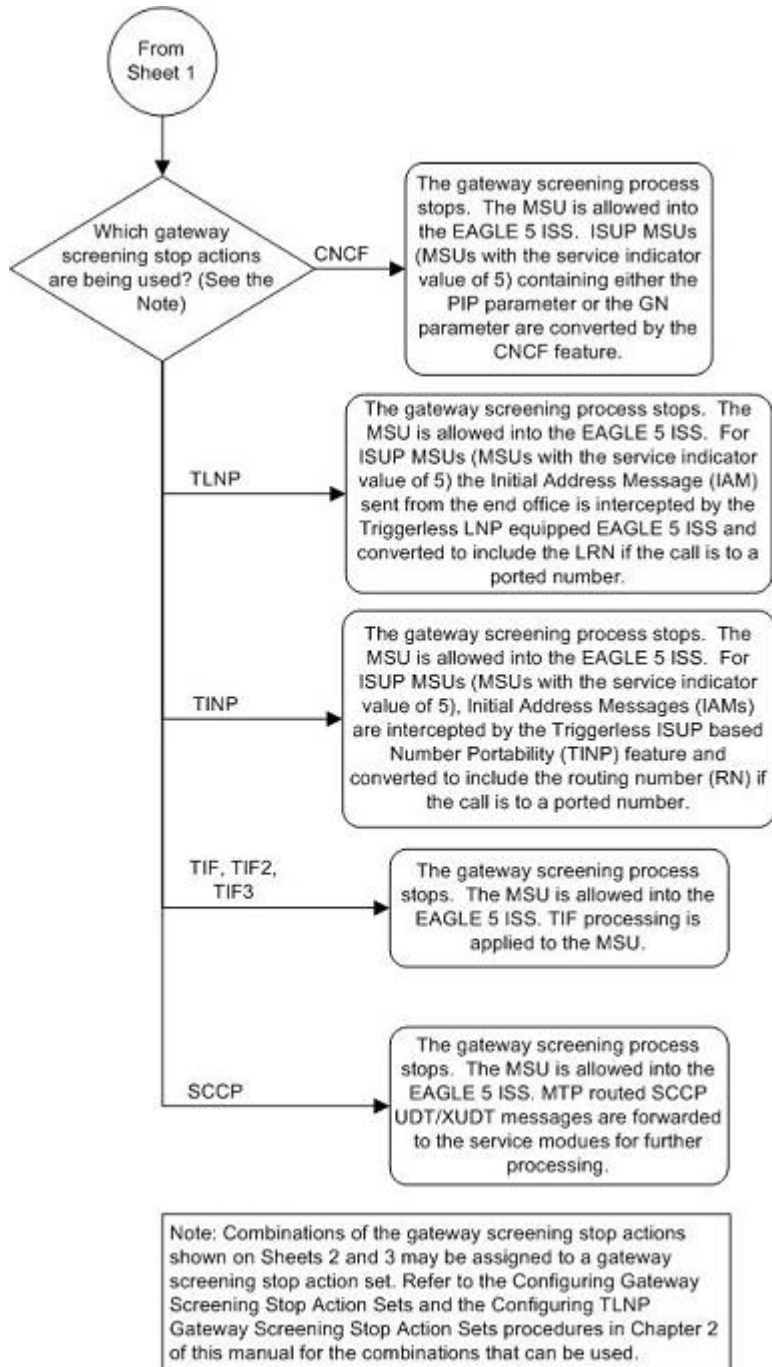 From
Sheet 1
Which gateway
screening stop actions
are being used? (See the
Note)
CNCF
The gateway screening process
stops. The MSU is allowed into
the EAGLE 5 ISS. ISUP MSUs
(MSUs with the service indicator
value of 5) containing either the
PIP parameter or the GN
parameter are converted by the
CNCF feature.
TLNP
The gateway screening process stops. The
MSU is allowed into the EAGLE 5 ISS. For
ISUP MSUs (MSUs with the service indicator
value of 5) the Initial Address Message (IAM)
sent from the end office is intercepted by the
Triggerless LNP equipped EAGLE 5 ISS and
converted to include the LRN if the call is to a
ported number.
TINP
The gateway screening process stops. The
MSU is allowed into the EAGLE 5 ISS. For
ISUP MSUs (MSUs with the service indicator
value of 5), Initial Address Messages (IAMs)
are intercepted by the Triggerless ISUP based
Number Portability (TINP) feature and
converted to include the routing number (RN) if
the call is to a ported number.
TIF, TIF2,
TIF3
The gateway screening process
stops. The MSU is allowed into the
EAGLE 5 ISS. TIF processing is
applied to the MSU.
SCCP
The gateway screening process
stops. The MSU is allowed into the
EAGLE 5 ISS. MTP routed SCCP
UDT/XUDT messages are forwarded
to the service modues for further
processing.
Note: Combinations of the gateway screening stop actions
shown on Sheets 2 and 3 may be assigned to a gateway
screening stop action set. Refer to the Configuring Gateway
Screening Stop Action Sets and the Configuring TLNP
Gateway Screening Stop Action Sets procedures in Chapter 2
of this manual for the combinations that can be used.